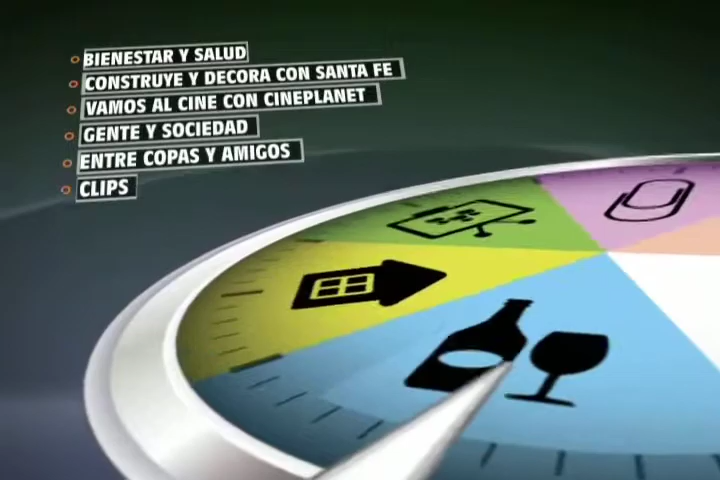 BIENESTAR Y SALUD
CONSTRUYE Y DECORA CON SANTA FE
VAMOS AL CINE CON CINEPLANET
GENTE Y SOCIEDAD
ENTRE COPAS Y AMIGOS
CLIPS